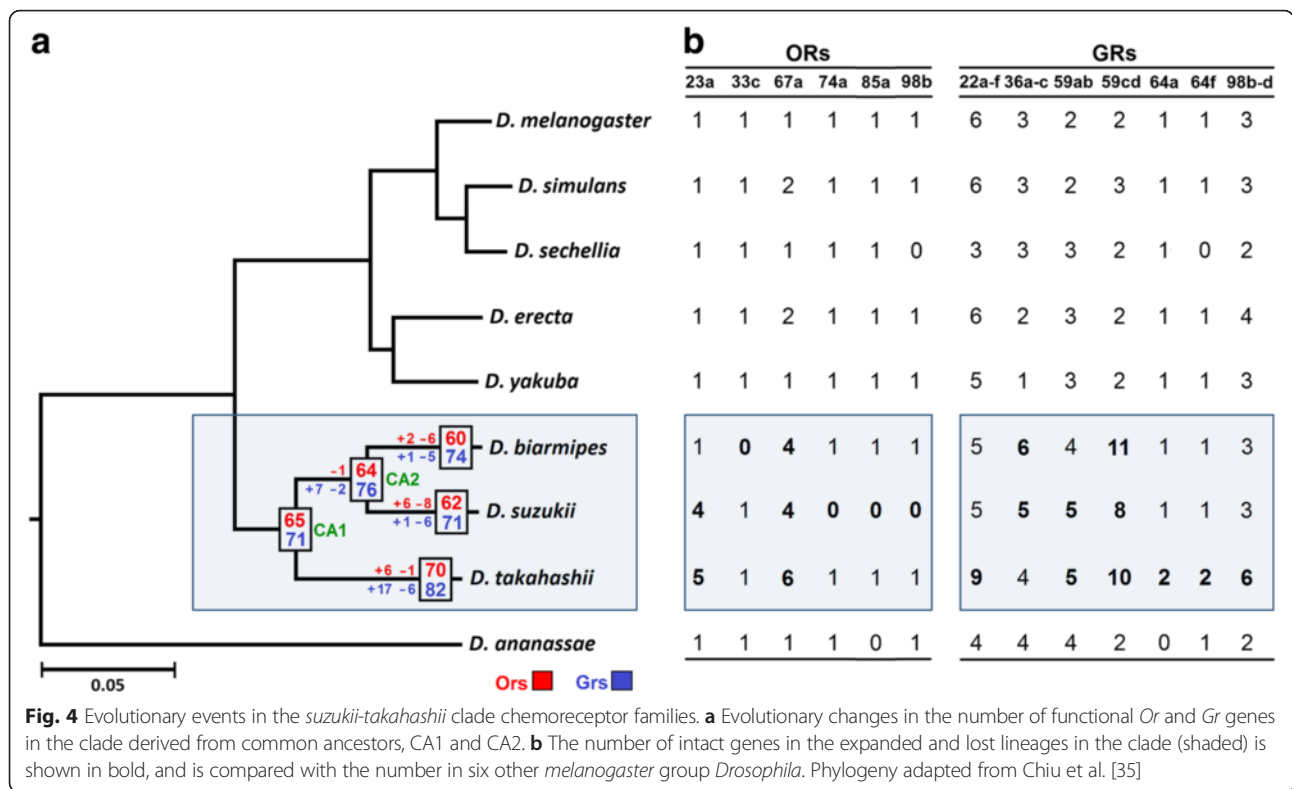 a
b
ORs
GRs
23a 33c 67a 74a 85a 98b 22a-f 36a-c 59ab 59cd 64a 64f 98b-d
D. melanogaster 1 1 1 1 1 1 6 3 2 2 1 1 3
D. simulans 1 1 2 1 1 1 6 3 2 3 1 1 3
D. sechellia 1 1 1 1 1 0 3 3 3 2 1 0 2
D. erecta 1 1 2 1 1 1 6 2 3 2 1 1 4
D. yakuba 1 1 1 1 1 1 5 1 3 2 1 1 3
+2 -6 60
+1 -5 74
D. biarmipes 1 0 4 1 1 1 5 6 4 11 1 1 3
-1 64
+7 -2 76
CA2
+6 -8 62
+1 -6 71
D. suzukii 4 1 4 0 0 0 5 5 5 8 1 1 3
65
71
CA1
+6 -1 70
+17 -6 82
D. takahashii 5 1 6 1 1 1 9 4 5 10 2 2 6
D. ananassae 1 1 1 1 0 1 4 4 4 2 0 1 2
0.05
Ors Grs
Fig. 4 Evolutionary events in the suzukii-takahashii clade chemoreceptor families. a Evolutionary changes in the number of functional Or and Gr genes
in the clade derived from common ancestors, CA1 and CA2. b The number of intact genes in the expanded and lost lineages in the clade (shaded) is
shown in bold, and is compared with the number in six other melanogaster group Drosophila. Phylogeny adapted from Chiu et al. [35]